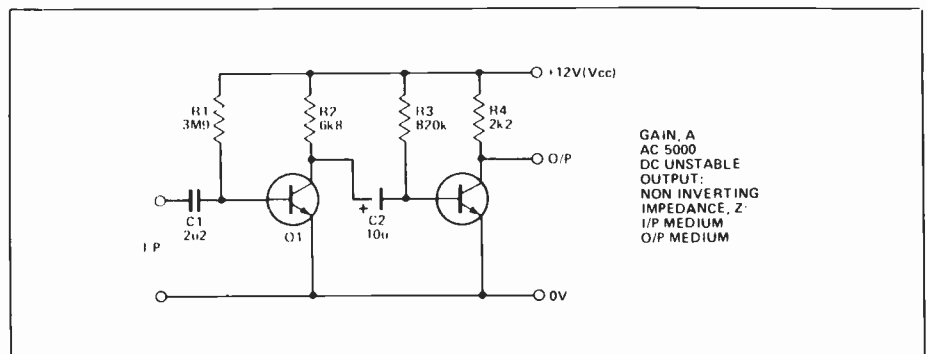 +12V(Vcc)
R1
3M9
R2
6k8
R3
820k
R4
2k2
O/P
C1
2u2
Q1
+
C2
10u
I P
0V
GAIN, A
AC 5000
DC UNSTABLE
OUTPUT:
NON INVERTING
IMPEDANCE, Z·
I/P MEDIUM
O/P MEDIUM